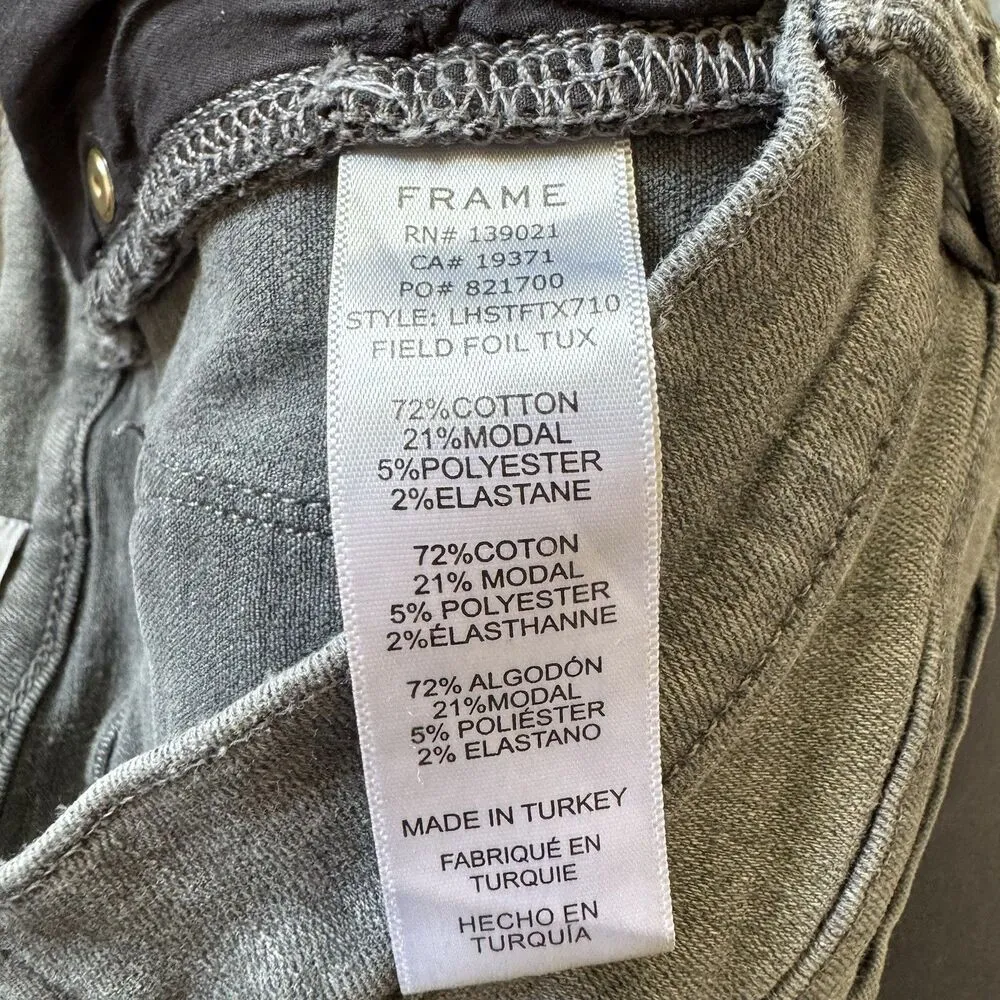 FRAME
RN# 139021
CA# 19371
PO# 821700
STYLE: LHSTFTX710
FIELD FOIL TUX
72%COTTON
21%MODAL
5%POLYESTER
2%ELASTANE
72%COTON
21% MODAL
5% POLYESTER
2%ÉLASTHANNE
72% ALGODÓN
21%MODAL
5% POLIÉSTER
2% ELASTANO
MADE IN TURKEY
FABRIQUÉ EN
TURQUIE
HECHO EN
TURQUÍA